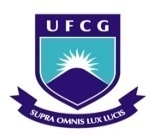 UFCG
SUPRA OMNIS LUX LUCIS